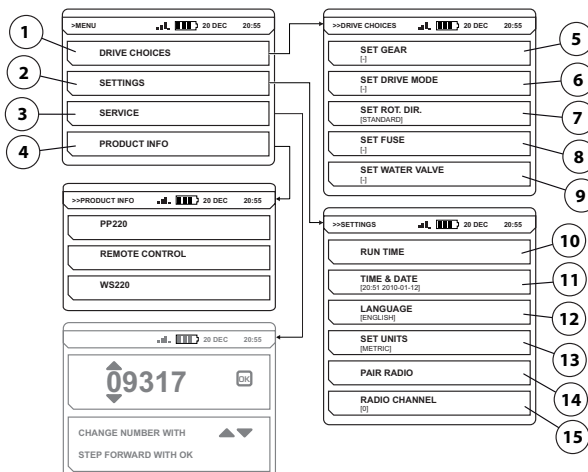 >MENU 20 DEC 20:55
1 DRIVE CHOICES
2 SETTINGS
3 SERVICE
4 PRODUCT INFO
>>PRODUCT INFO 20 DEC 20:55
PP220
REMOTE CONTROL
WS220
20 DEC 20:55
09317 OK
CHANGE NUMBER WITH
STEP FORWARD WITH OK
>>DRIVE CHOICES 20 DEC 20:55
SET GEAR 5
[-]
SET DRIVE MODE 6
[-]
SET ROT. DIR. 7
[STANDARD]
SET FUSE 8
[-]
SET WATER VALVE 9
[-]
>>SETTINGS 20 DEC 20:55
RUN TIME 10
TIME & DATE 11
[20:51 2010-01-12]
LANGUAGE 12
[ENGLISH]
SET UNITS 13
[METRIC]
PAIR RADIO 14
RADIO CHANNEL 15
[0]